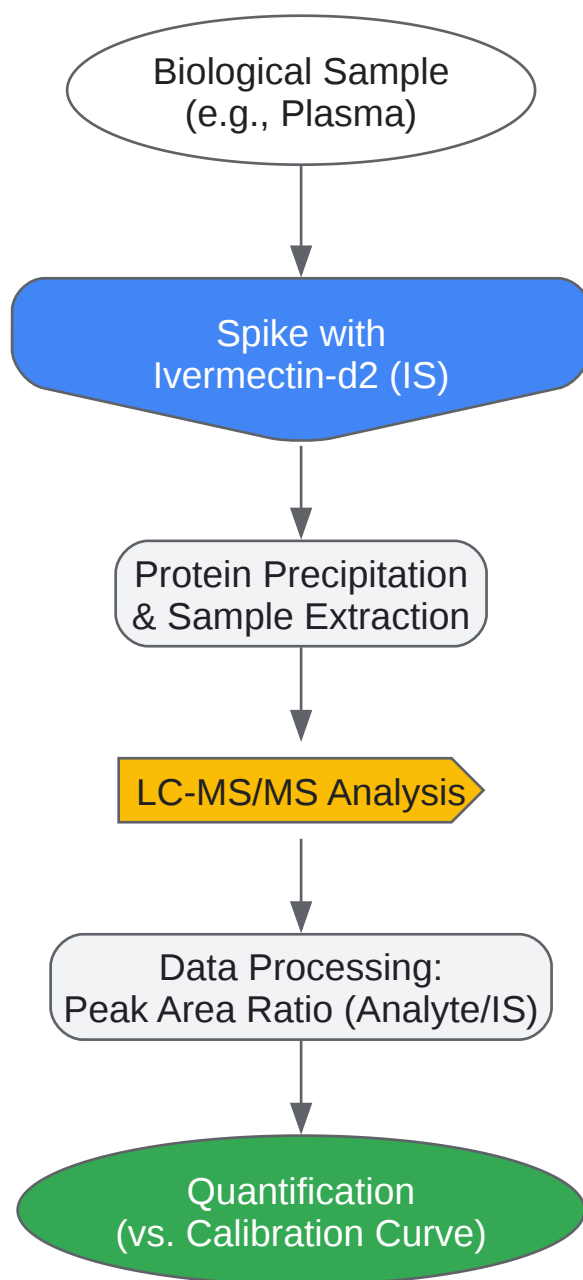 Biological Sample
(e.g., Plasma)
Spike with
Ivermectin-d2 (IS)
Protein Precipitation
& Sample Extraction
LC-MS/MS Analysis
Data Processing:
Peak Area Ratio (Analyte/IS)
Quantification
(vs. Calibration Curve)